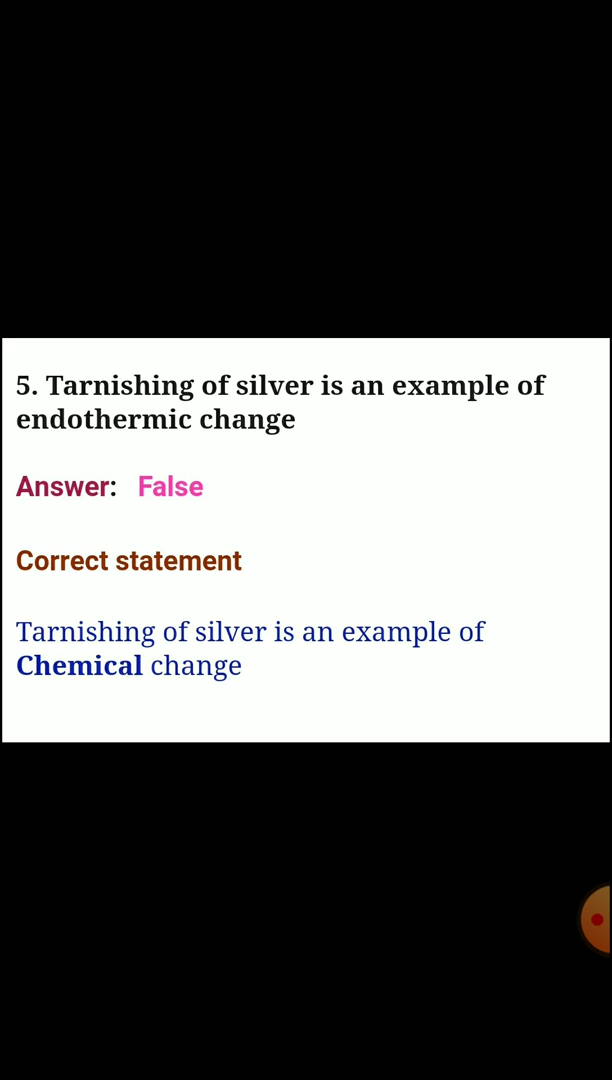 5. Tarnishing of silver is an example of
endothermic change
Answer: False
Correct statement
Tarnishing of silver is an example of
Chemical change